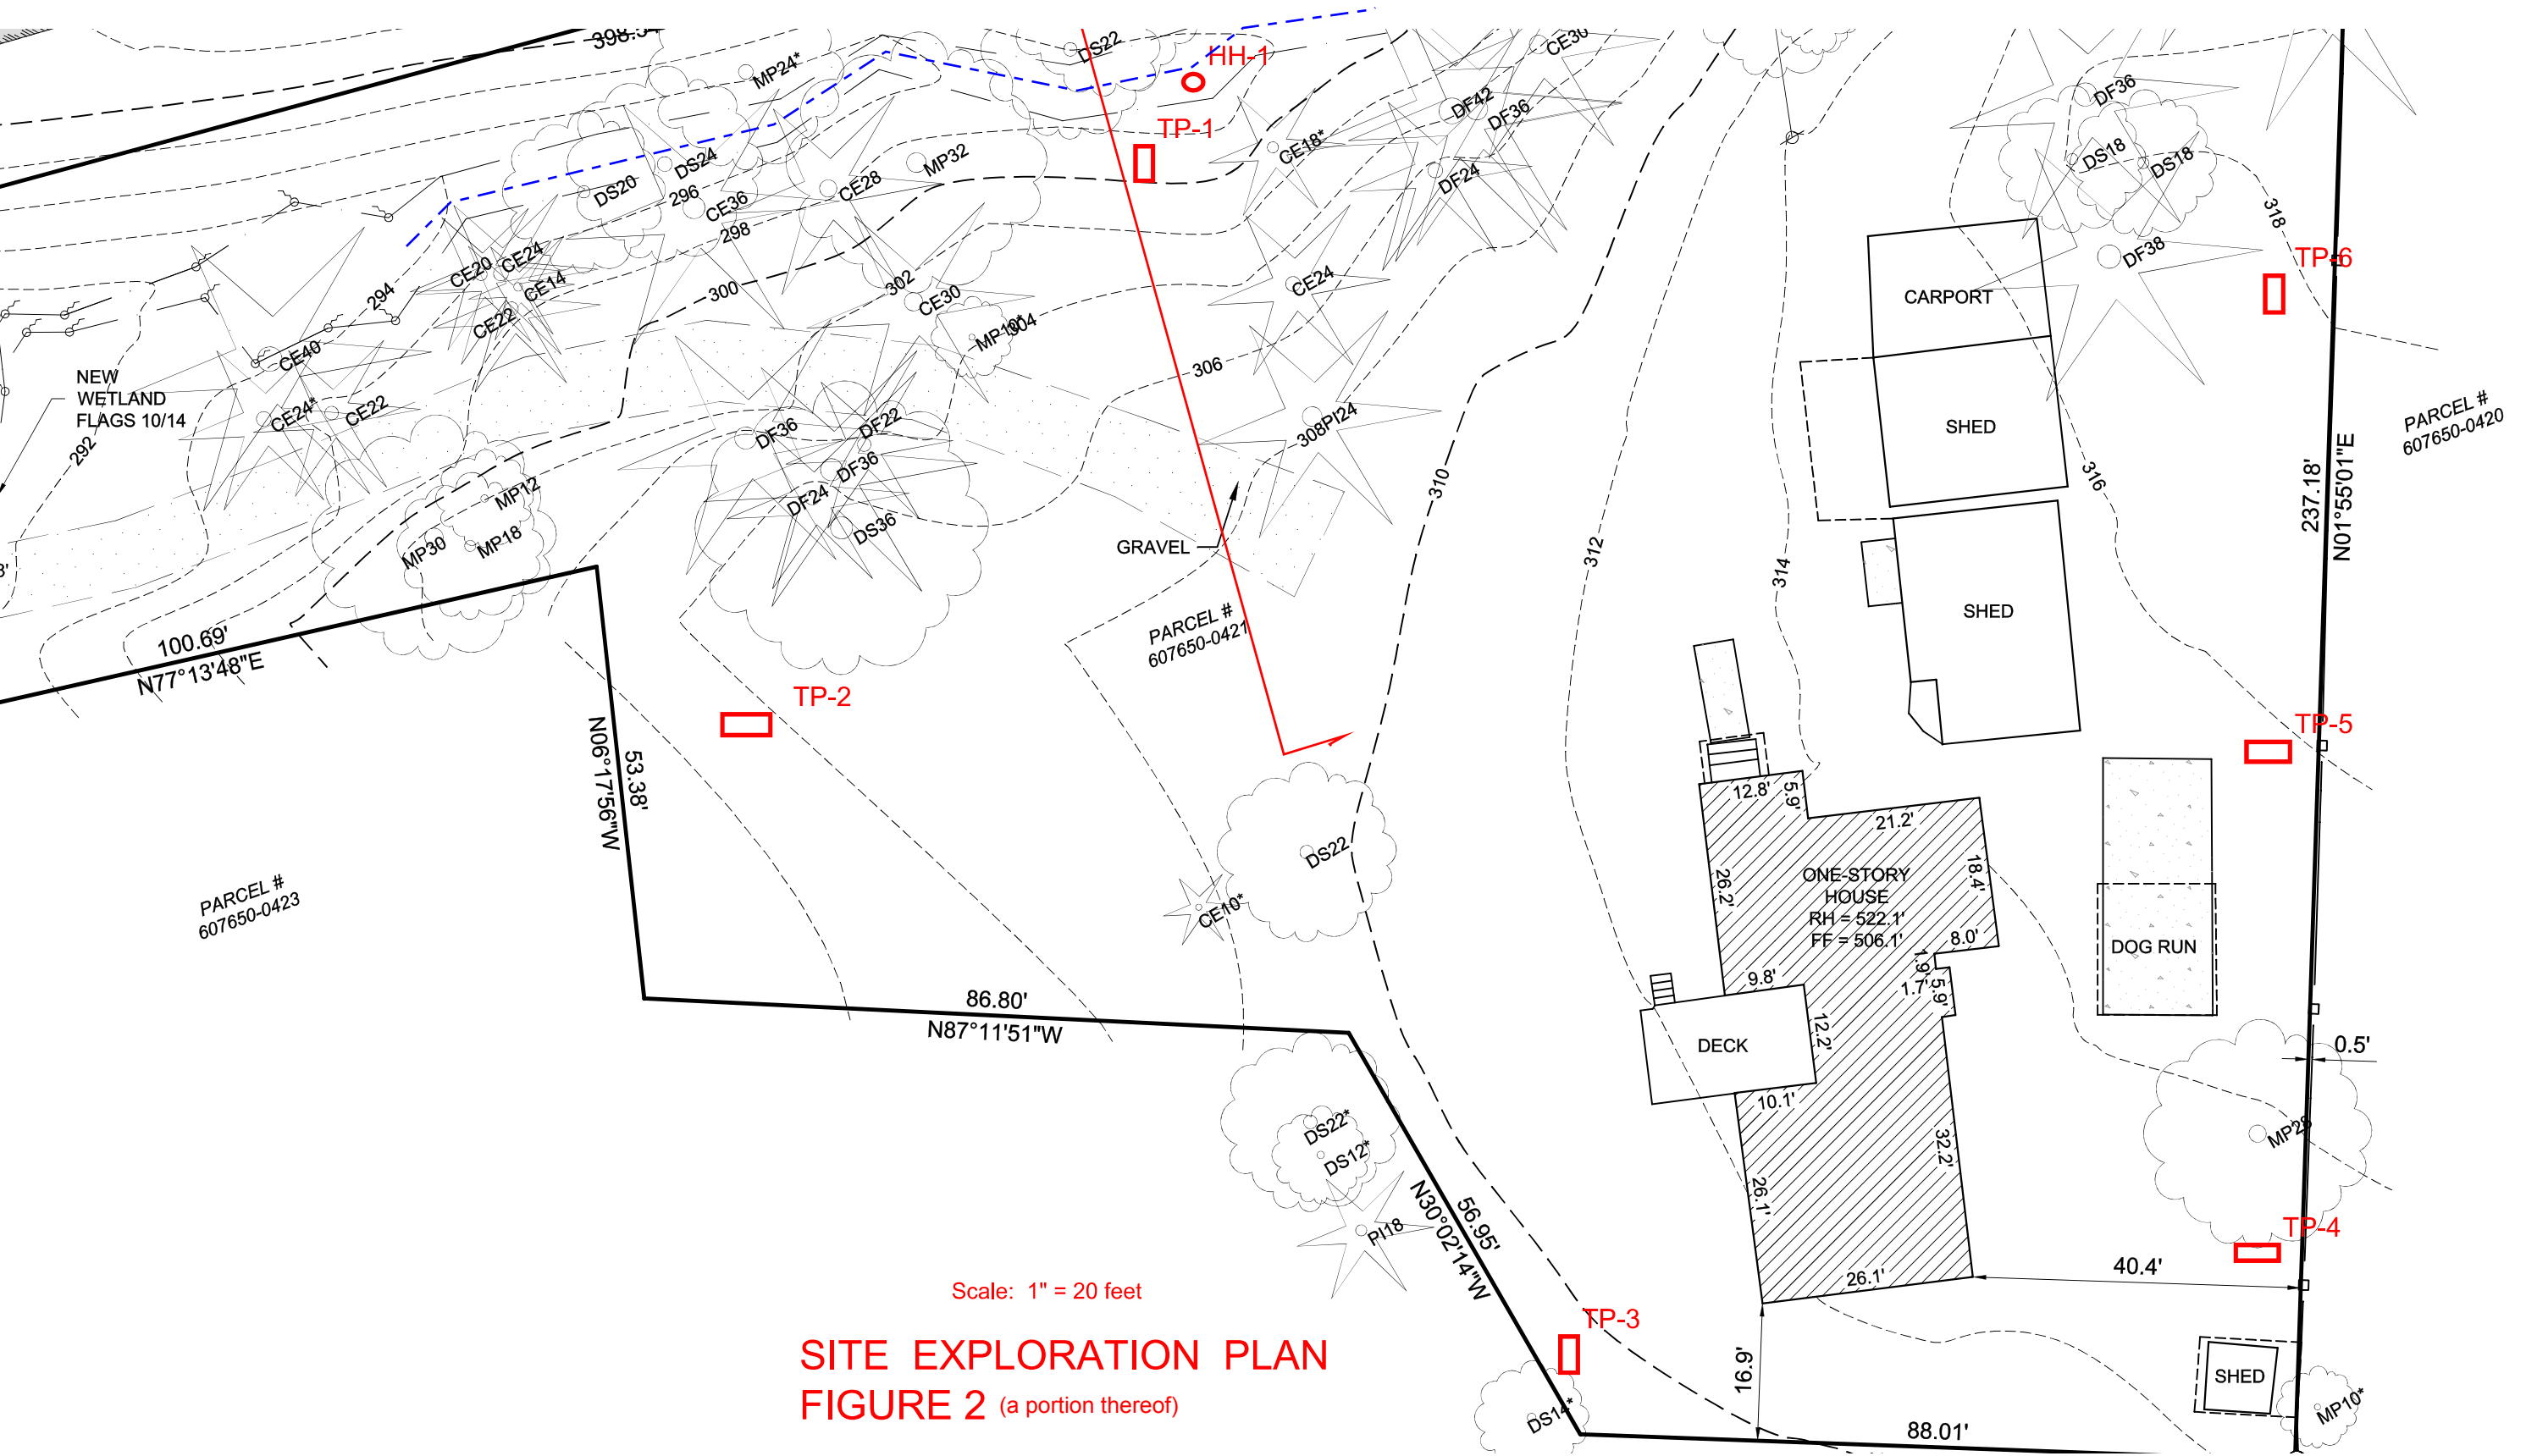 398.5
MP24*
DS22
HH-1
CE30
DF42
DF36
DF36
TP-1
CE18*
DS18
DS18
DS24
MP32
DF24
DS20
296
CE36
CE28
298
318
DF38
TP-6
CE20
CE24
CE14
294
300
302
CE30
CE24
CARPORT
CE22
MP10*
304
CE40
306
NEW
WETLAND
FLAGS 10/14
CE24*
CE22
DF36
DF22
308
PI24
SHED
PARCEL #
607650-0420
292
DF36
310
316
237.18'
N01°55'01"E
MP12
DF24
DS36
MP30
MP18
GRAVEL
312
314
PARCEL #
607650-0421
SHED
100.69'
N77°13'48"E
TP-2
TP-5
53.38'
N06°17'56"W
12.8'
5.9'
21.2'
DS22
PARCEL #
607650-0423
CE10*
26.2'
ONE-STORY
HOUSE
RH = 522.1'
FF = 506.1'
18.4'
8.0'
DOG RUN
9.8'
1.9'
1.7'
5.9'
86.80'
N87°11'51"W
DECK
12.2'
0.5'
10.1'
DS22*
DS12*
MP28
32.2'
26.1'
56.95'
N30°02'14"W
PI18
TP-4
26.1'
40.4'
Scale: 1" = 20 feet
TP-3
SITE EXPLORATION PLAN
FIGURE 2 (a portion thereof)
16.9'
SHED
DS14*
MP10*
88.01'